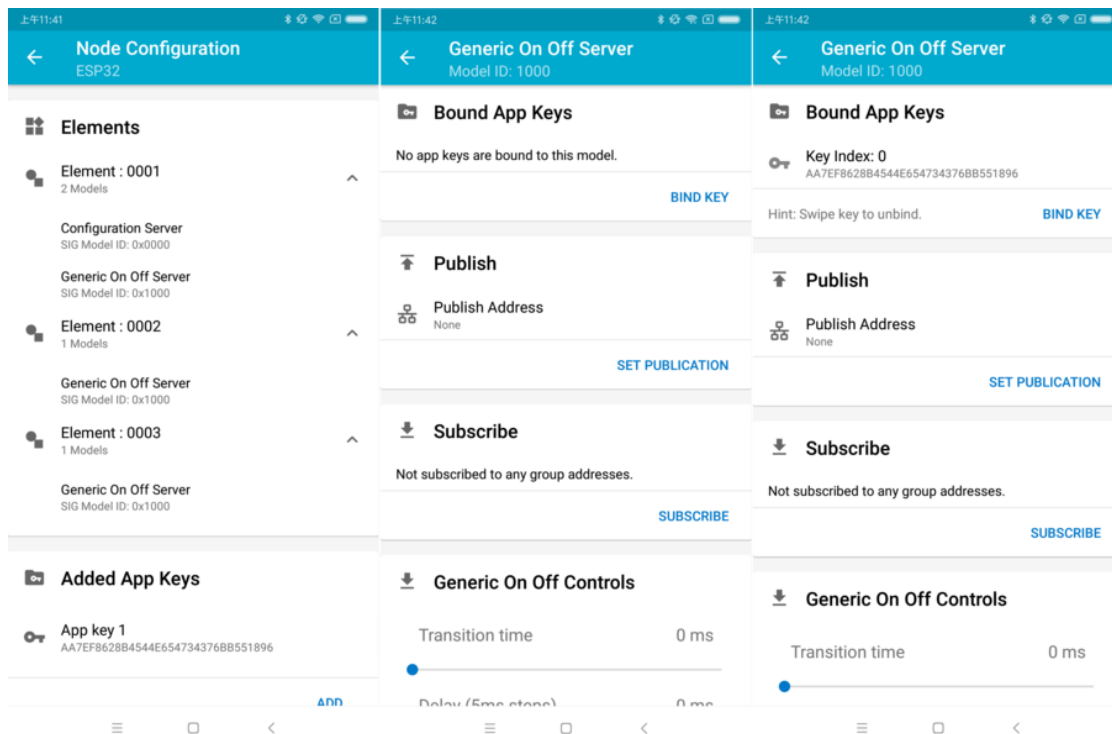 上午11:41
Node Configuration
ESP32
Elements
Element : 0001
2 Models
Configuration Server
SIG Model ID: 0x0000
Generic On Off Server
SIG Model ID: 0x1000
Element : 0002
1 Models
Generic On Off Server
SIG Model ID: 0x1000
Element : 0003
1 Models
Generic On Off Server
SIG Model ID: 0x1000
Added App Keys
App key 1
AA7EF8628B4544E654734376BB551896
ADD
上午11:42
Generic On Off Server
Model ID: 1000
Bound App Keys
No app keys are bound to this model.
BIND KEY
Publish
Publish Address
None
SET PUBLICATION
Subscribe
Not subscribed to any group addresses.
SUBSCRIBE
Generic On Off Controls
Transition time 0 ms
Delay (5ms steps) 0 ms
上午11:42
Generic On Off Server
Model ID: 1000
Bound App Keys
Key Index: 0
AA7EF8628B4544E654734376BB551896
Hint: Swipe key to unbind. BIND KEY
Publish
Publish Address
None
SET PUBLICATION
Subscribe
Not subscribed to any group addresses.
SUBSCRIBE
Generic On Off Controls
Transition time 0 ms